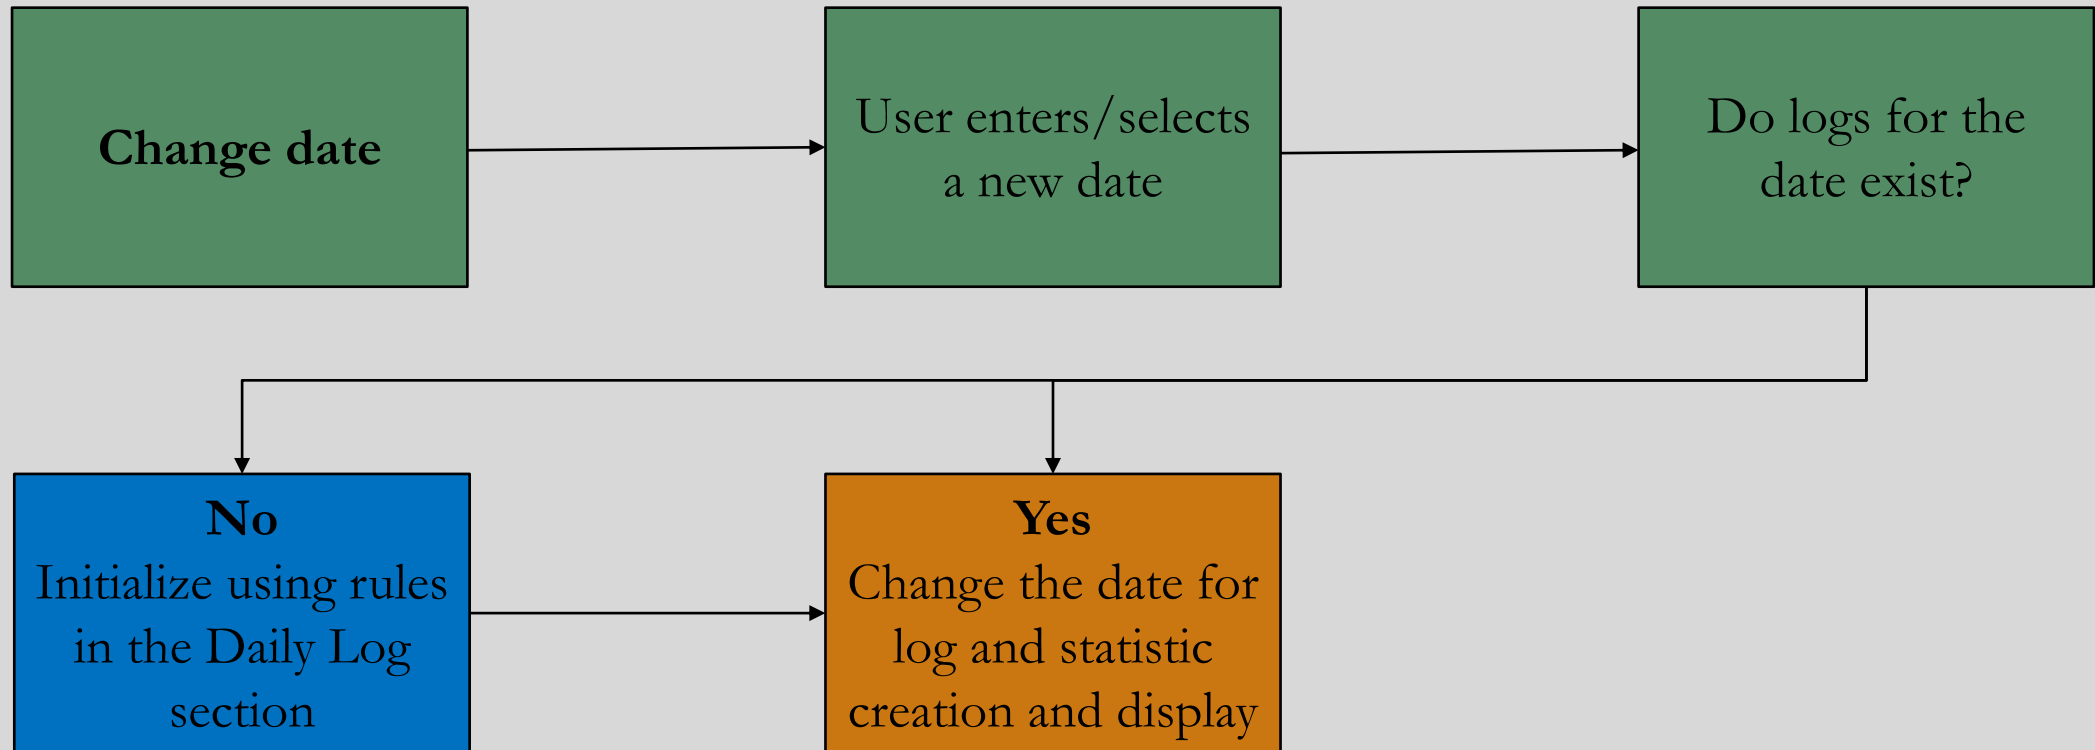 Change date
User enters/selects
a new date
Do logs for the
date exist?
No
Initialize using rules
in the Daily Log
section
Yes
Change the date for
log and statistic
creation and display